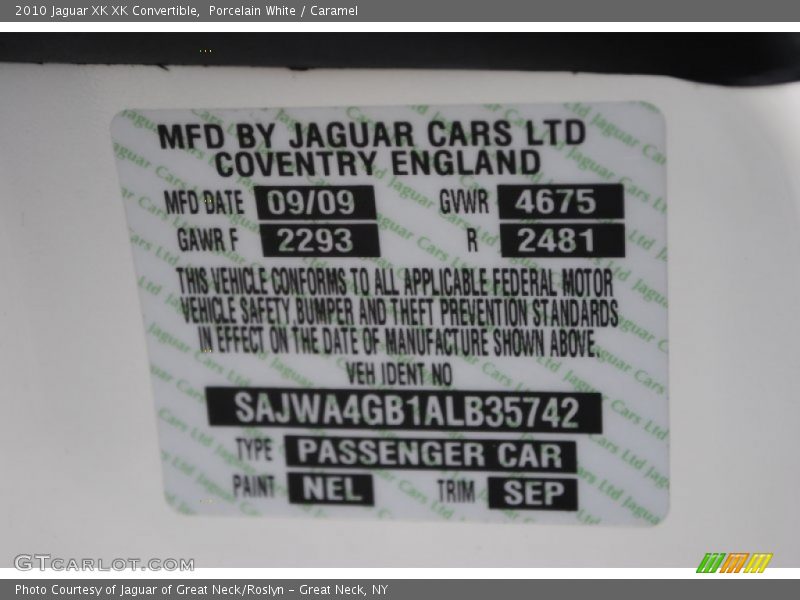 2010 Jaguar XK XK Convertible,  Porcelain White / Caramel
MFD BY JAGUAR CARS LTD
COVENTRY ENGLAND
MFD DATE 09/09 GVWR 4675
GAWR F 2293 R 2481
THIS VEHICLE CONFORMS TO ALL APPLICABLE FEDERAL MOTOR
VEHICLE SAFETY BUMPER AND THEFT PREVENTION STANDARDS
IN EFFECT ON THE DATE OF MANUFACTURE SHOWN ABOVE.
VEH IDENT NO
SAJWA4GB1ALB35742
TYPE PASSENGER CAR
PAINT NEL TRIM SEP
GTCARLOT.COM
Photo Courtesy of Jaguar of Great Neck/Roslyn - Great Neck, NY